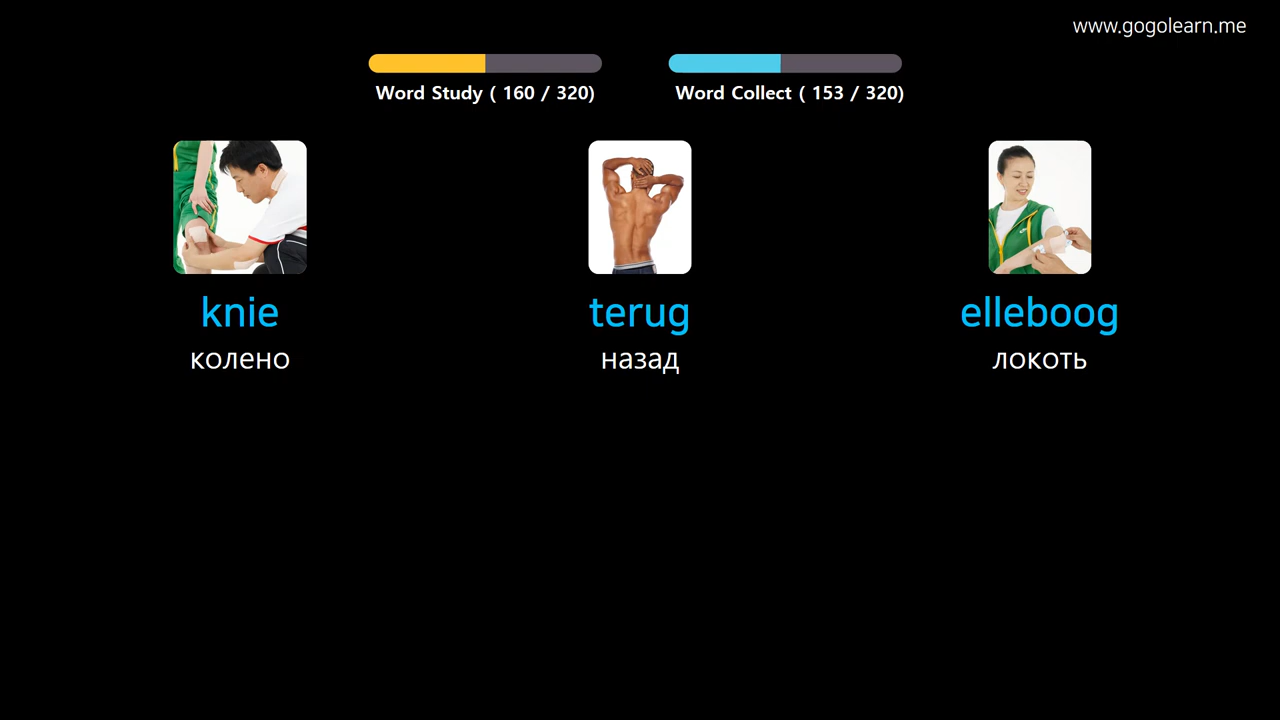 www.gogolearn.me
Word Study ( 160 / 320)
Word Collect ( 153 / 320)
knie
terug
elleboog
колено
назад
локоть